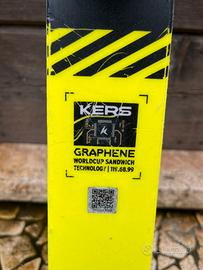 KERS
K
GRAPHENE
WORLDCUP SANDWICH
TECHNOLOGY | 119.68.99